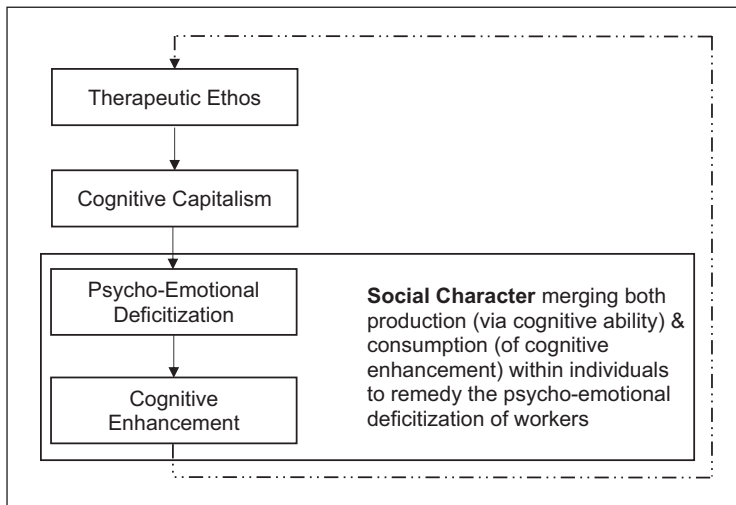 Therapeutic Ethos
Cognitive Capitalism
Psycho-Emotional
Deficitization
Cognitive
Enhancement
Social Character merging both
production (via cognitive ability) &
consumption (of cognitive
enhancement) within individuals
to remedy the psycho-emotional
deficitization of workers